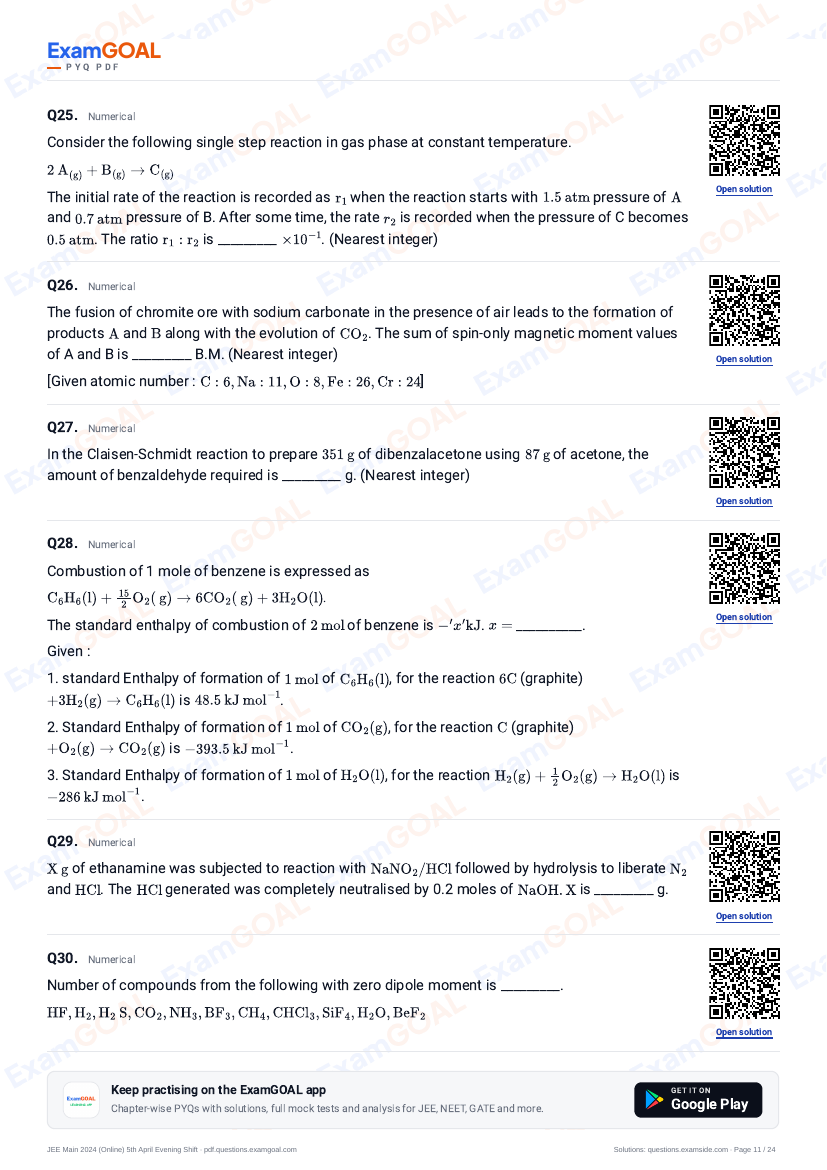 ExamGOAL
PYQ PDF
Q25. Numerical
Consider the following single step reaction in gas phase at constant temperature.
2 A(g) + B(g) → C(g)
The initial rate of the reaction is recorded as r₁ when the reaction starts with 1.5 atm pressure of A
and 0.7 atm pressure of B. After some time, the rate r₂ is recorded when the pressure of C becomes
0.5 atm. The ratio r₁ : r₂ is _________ ×10⁻¹. (Nearest integer)
Open solution
Q26. Numerical
The fusion of chromite ore with sodium carbonate in the presence of air leads to the formation of
products A and B along with the evolution of CO₂. The sum of spin-only magnetic moment values
of A and B is _________ B.M. (Nearest integer)
[Given atomic number : C : 6, Na : 11, O : 8, Fe : 26, Cr : 24]
Open solution
Q27. Numerical
In the Claisen-Schmidt reaction to prepare 351 g of dibenzalacetone using 87 g of acetone, the
amount of benzaldehyde required is _________ g. (Nearest integer)
Open solution
Q28. Numerical
Combustion of 1 mole of benzene is expressed as
C₆H₆(l) + 15/2 O₂( g) → 6CO₂( g) + 3H₂O(l).
The standard enthalpy of combustion of 2 mol of benzene is −′x′kJ. x = __________.
Given :
1. standard Enthalpy of formation of 1 mol of C₆H₆(l), for the reaction 6C (graphite)
+3H₂(g) → C₆H₆(l) is 48.5 kJ mol⁻¹.
2. Standard Enthalpy of formation of 1 mol of CO₂(g), for the reaction C (graphite)
+O₂(g) → CO₂(g) is −393.5 kJ mol⁻¹.
3. Standard Enthalpy of formation of 1 mol of H₂O(l), for the reaction H₂(g) + 1/2 O₂(g) → H₂O(l) is
−286 kJ mol⁻¹.
Open solution
Q29. Numerical
X g of ethanamine was subjected to reaction with NaNO₂/HCl followed by hydrolysis to liberate N₂
and HCl. The HCl generated was completely neutralised by 0.2 moles of NaOH. X is _________ g.
Open solution
Q30. Numerical
Number of compounds from the following with zero dipole moment is _________.
HF, H₂, H₂ S, CO₂, NH₃, BF₃, CH₄, CHCl₃, SiF₄, H₂O, BeF₂
Open solution
ExamGOAL
Keep practising on the ExamGOAL app
Chapter-wise PYQs with solutions, full mock tests and analysis for JEE, NEET, GATE and more.
GET IT ON
Google Play
JEE Main 2024 (Online) 5th April Evening Shift · pdf.questions.examgoal.com
Solutions: questions.examside.com · Page 11 / 24